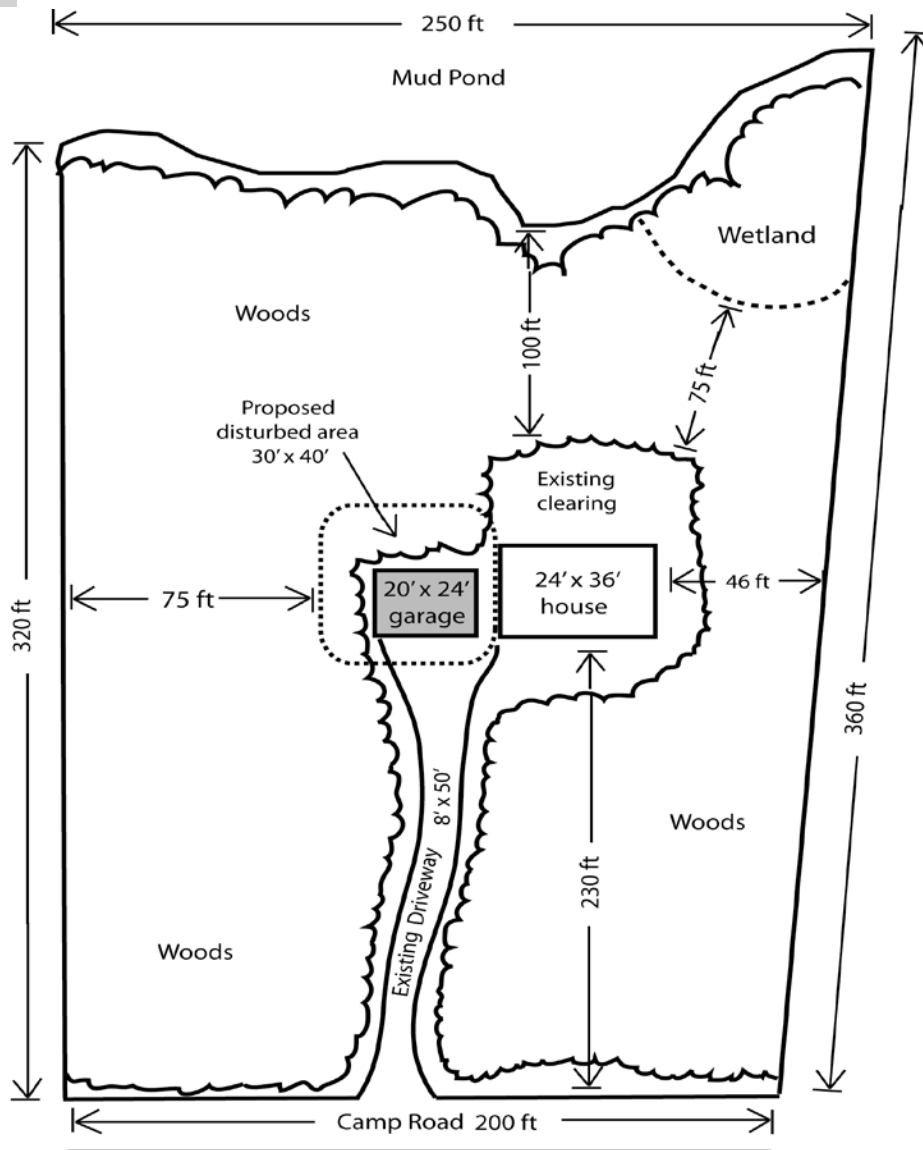 250 ft
Mud Pond
Wetland
Woods
100 ft
75 ft
Proposed
disturbed area
30' x 40'
Existing
clearing
320 ft
75 ft
20' x 24'
garage
24' x 36'
house
46 ft
360 ft
Existing Driveway 8' x 50'
230 ft
Woods
Woods
Camp Road 200 ft